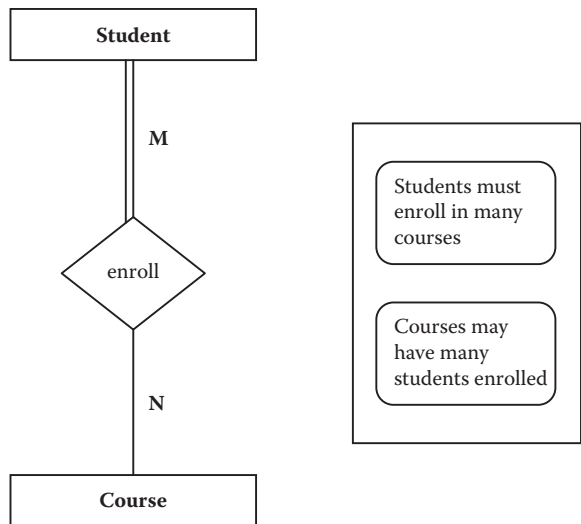 Student
M
enroll
N
Course
Students must
enroll in many
courses
Courses may
have many
students enrolled